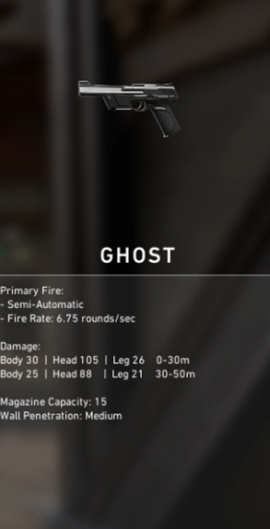 GHOST
Primary Fire:
- Semi-Automatic
- Fire Rate: 6.75 rounds/sec
Damage:
Body 30 | Head 105 | Leg 26 0-30m
Body 25 | Head 88 | Leg 21 30-50m
Magazine Capacity: 15
Wall Penetration: Medium